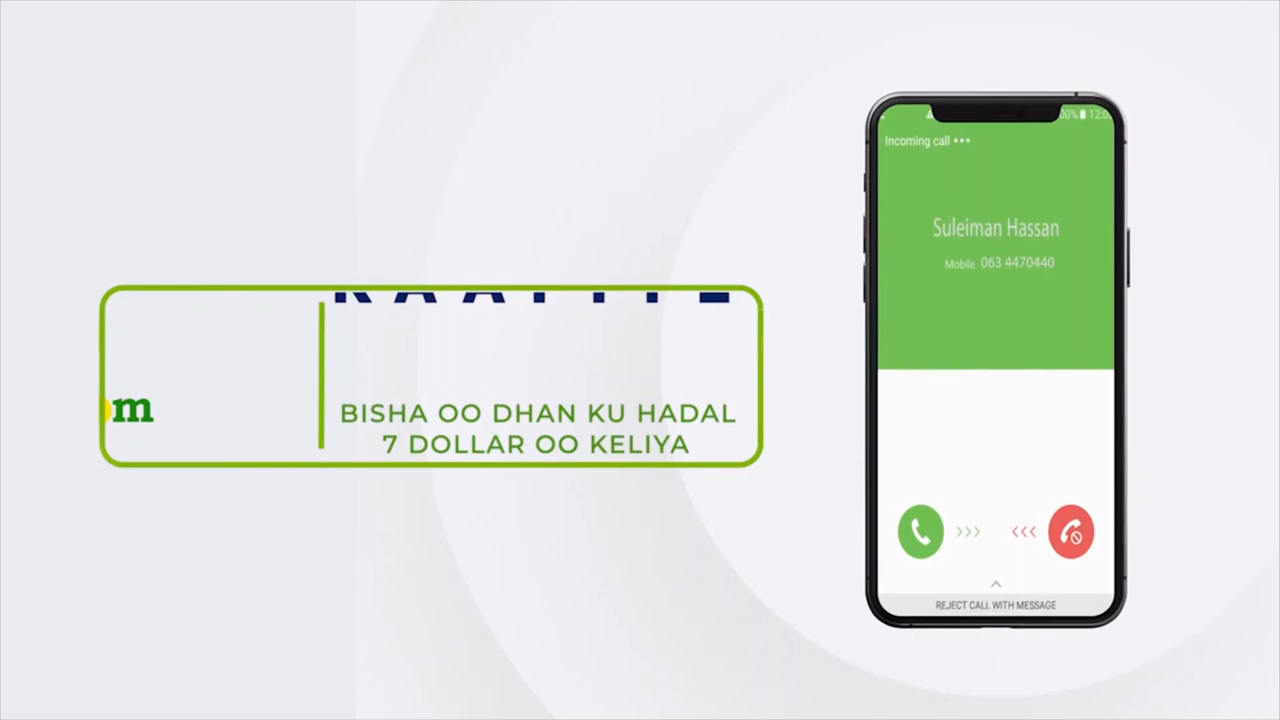 m
BISHA OO DHAN KU HADAL
7 DOLLAR OO KELIYA
Incoming call •••
Suleiman Hassan
Mobile 063 4470440
REJECT CALL WITH MESSAGE